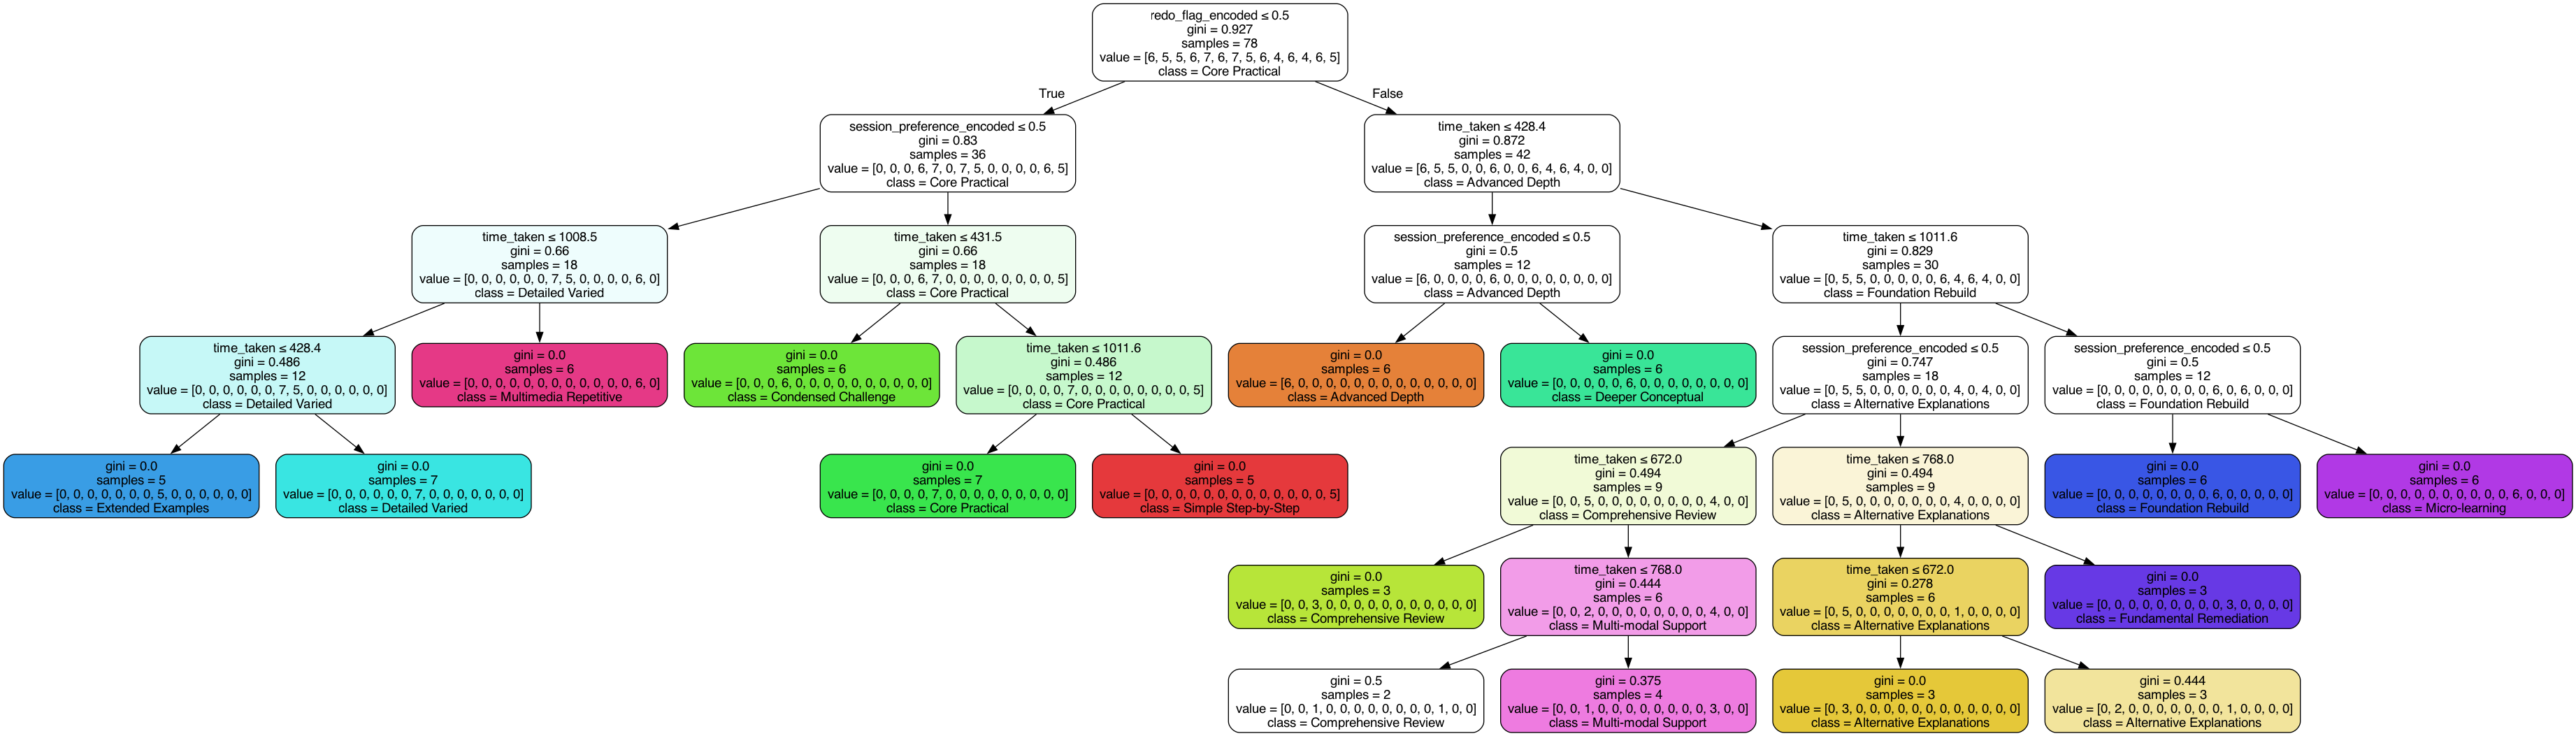 redo_flag_encoded ≤ 0.5
gini = 0.927
samples = 78
value = [6, 5, 5, 6, 7, 6, 7, 5, 6, 4, 6, 4, 6, 5]
class = Core Practical
True
False
session_preference_encoded ≤ 0.5
gini = 0.83
samples = 36
value = [0, 0, 0, 6, 7, 0, 7, 5, 0, 0, 0, 0, 6, 5]
class = Core Practical
time_taken ≤ 428.4
gini = 0.872
samples = 42
value = [6, 5, 5, 0, 0, 6, 0, 0, 6, 4, 6, 4, 0, 0]
class = Advanced Depth
time_taken ≤ 1008.5
gini = 0.66
samples = 18
value = [0, 0, 0, 0, 0, 0, 7, 5, 0, 0, 0, 0, 6, 0]
class = Detailed Varied
time_taken ≤ 431.5
gini = 0.66
samples = 18
value = [0, 0, 0, 6, 7, 0, 0, 0, 0, 0, 0, 0, 0, 5]
class = Core Practical
session_preference_encoded ≤ 0.5
gini = 0.5
samples = 12
value = [6, 0, 0, 0, 0, 6, 0, 0, 0, 0, 0, 0, 0, 0]
class = Advanced Depth
time_taken ≤ 1011.6
gini = 0.829
samples = 30
value = [0, 5, 5, 0, 0, 0, 0, 0, 6, 4, 6, 4, 0, 0]
class = Foundation Rebuild
time_taken ≤ 428.4
gini = 0.486
samples = 12
value = [0, 0, 0, 0, 0, 0, 7, 5, 0, 0, 0, 0, 0, 0]
class = Detailed Varied
gini = 0.0
samples = 6
value = [0, 0, 0, 0, 0, 0, 0, 0, 0, 0, 0, 0, 6, 0]
class = Multimedia Repetitive
gini = 0.0
samples = 6
value = [0, 0, 0, 6, 0, 0, 0, 0, 0, 0, 0, 0, 0, 0]
class = Condensed Challenge
time_taken ≤ 1011.6
gini = 0.486
samples = 12
value = [0, 0, 0, 0, 7, 0, 0, 0, 0, 0, 0, 0, 0, 5]
class = Core Practical
gini = 0.0
samples = 6
value = [6, 0, 0, 0, 0, 0, 0, 0, 0, 0, 0, 0, 0, 0]
class = Advanced Depth
gini = 0.0
samples = 6
value = [0, 0, 0, 0, 0, 6, 0, 0, 0, 0, 0, 0, 0, 0]
class = Deeper Conceptual
session_preference_encoded ≤ 0.5
gini = 0.747
samples = 18
value = [0, 5, 5, 0, 0, 0, 0, 0, 0, 4, 0, 4, 0, 0]
class = Alternative Explanations
session_preference_encoded ≤ 0.5
gini = 0.5
samples = 12
value = [0, 0, 0, 0, 0, 0, 0, 0, 6, 0, 6, 0, 0, 0]
class = Foundation Rebuild
gini = 0.0
samples = 5
value = [0, 0, 0, 0, 0, 0, 0, 5, 0, 0, 0, 0, 0, 0]
class = Extended Examples
gini = 0.0
samples = 7
value = [0, 0, 0, 0, 0, 0, 7, 0, 0, 0, 0, 0, 0, 0]
class = Detailed Varied
gini = 0.0
samples = 7
value = [0, 0, 0, 0, 7, 0, 0, 0, 0, 0, 0, 0, 0, 0]
class = Core Practical
gini = 0.0
samples = 5
value = [0, 0, 0, 0, 0, 0, 0, 0, 0, 0, 0, 0, 0, 5]
class = Simple Step-by-Step
time_taken ≤ 672.0
gini = 0.494
samples = 9
value = [0, 0, 5, 0, 0, 0, 0, 0, 0, 0, 0, 4, 0, 0]
class = Comprehensive Review
time_taken ≤ 768.0
gini = 0.494
samples = 9
value = [0, 5, 0, 0, 0, 0, 0, 0, 0, 4, 0, 0, 0, 0]
class = Alternative Explanations
gini = 0.0
samples = 6
value = [0, 0, 0, 0, 0, 0, 0, 0, 6, 0, 0, 0, 0, 0]
class = Foundation Rebuild
gini = 0.0
samples = 6
value = [0, 0, 0, 0, 0, 0, 0, 0, 0, 0, 6, 0, 0, 0]
class = Micro-learning
gini = 0.0
samples = 3
value = [0, 0, 3, 0, 0, 0, 0, 0, 0, 0, 0, 0, 0, 0]
class = Comprehensive Review
time_taken ≤ 768.0
gini = 0.444
samples = 6
value = [0, 0, 2, 0, 0, 0, 0, 0, 0, 0, 0, 4, 0, 0]
class = Multi-modal Support
time_taken ≤ 672.0
gini = 0.278
samples = 6
value = [0, 5, 0, 0, 0, 0, 0, 0, 0, 1, 0, 0, 0, 0]
class = Alternative Explanations
gini = 0.0
samples = 3
value = [0, 0, 0, 0, 0, 0, 0, 0, 0, 3, 0, 0, 0, 0]
class = Fundamental Remediation
gini = 0.5
samples = 2
value = [0, 0, 1, 0, 0, 0, 0, 0, 0, 0, 0, 1, 0, 0]
class = Comprehensive Review
gini = 0.375
samples = 4
value = [0, 0, 1, 0, 0, 0, 0, 0, 0, 0, 0, 3, 0, 0]
class = Multi-modal Support
gini = 0.0
samples = 3
value = [0, 3, 0, 0, 0, 0, 0, 0, 0, 0, 0, 0, 0, 0]
class = Alternative Explanations
gini = 0.444
samples = 3
value = [0, 2, 0, 0, 0, 0, 0, 0, 0, 1, 0, 0, 0, 0]
class = Alternative Explanations